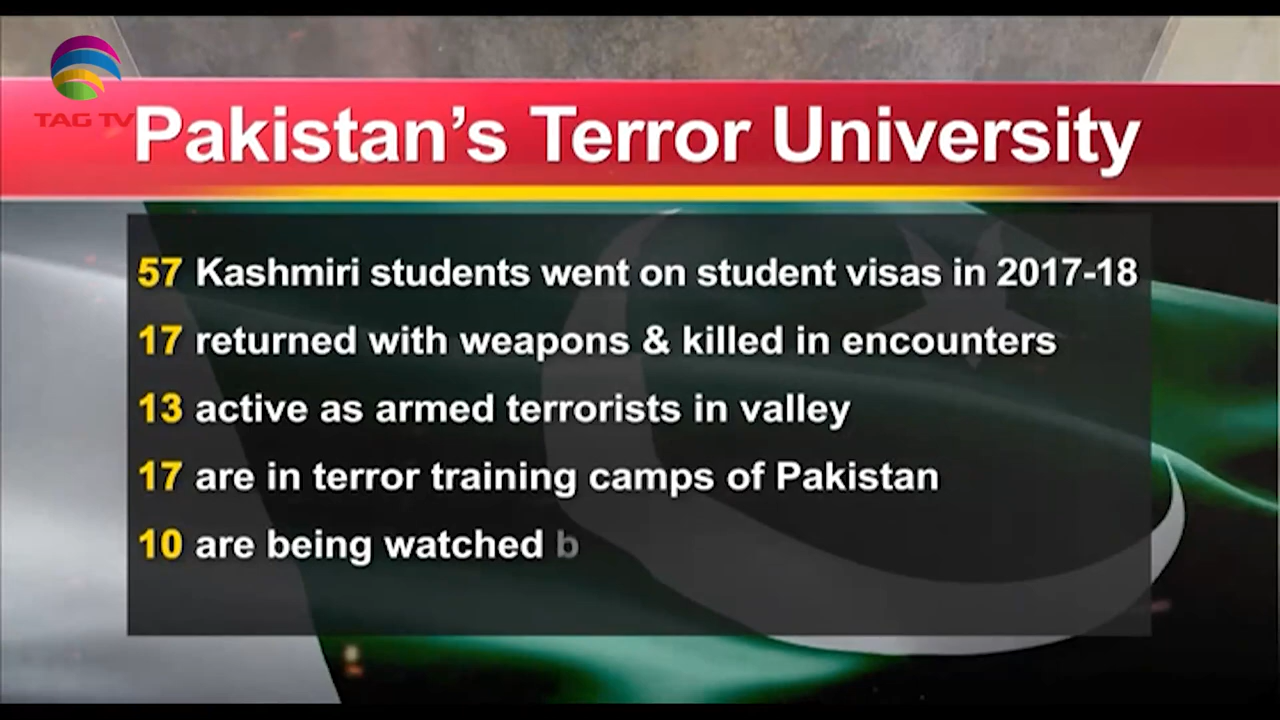 TAG TV
Pakistan's Terror University
57 Kashmiri students went on student visas in 2017-18
17 returned with weapons & killed in encounters
13 active as armed terrorists in valley
17 are in terror training camps of Pakistan
10 are being watched b